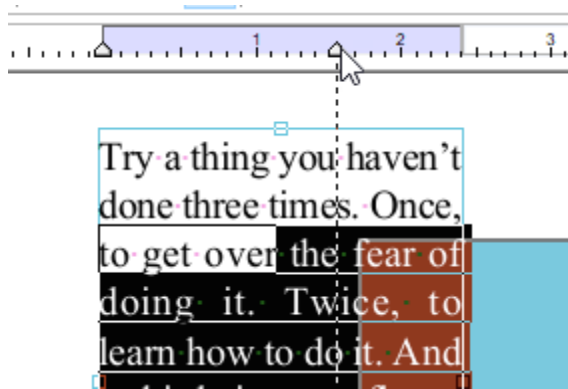 1 2 3
Try a thing you haven’t
done three times. Once,
to get over the fear of
doing it. Twice, to
learn how to do it. And